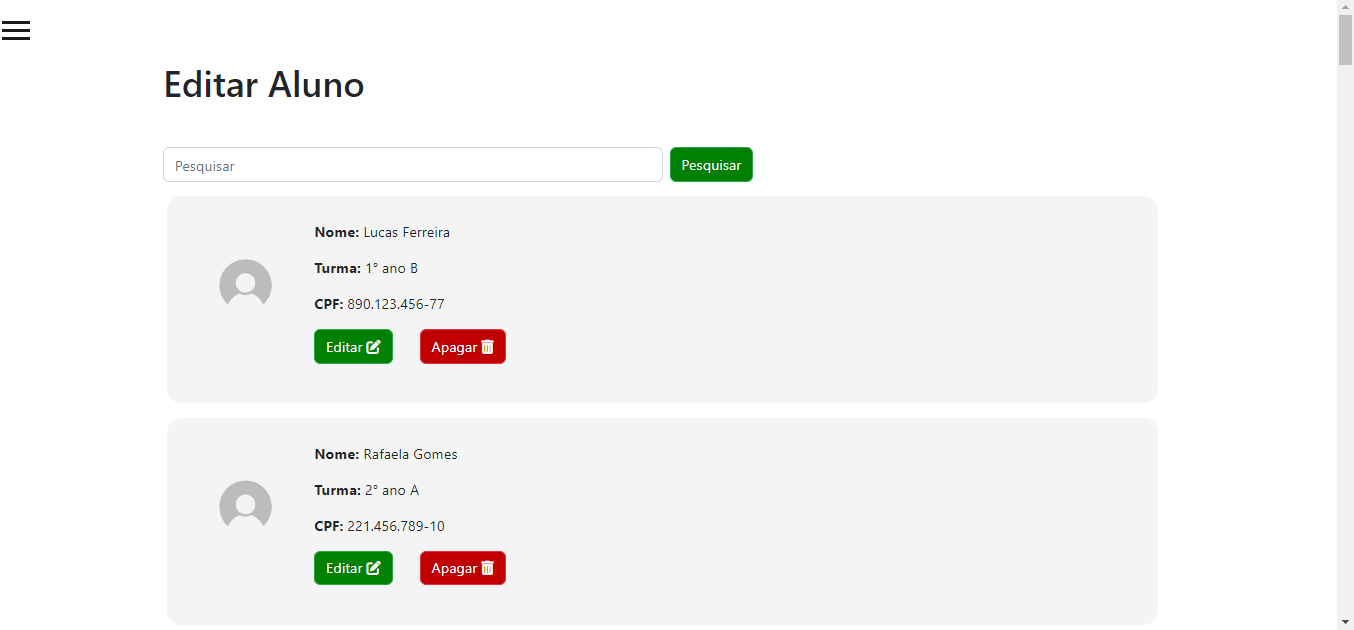 Editar Aluno
Pesquisar Pesquisar
Nome: Lucas Ferreira
Turma: 1° ano B
CPF: 890.123.456-77
Editar Apagar
Nome: Rafaela Gomes
Turma: 2° ano A
CPF: 221.456.789-10
Editar Apagar